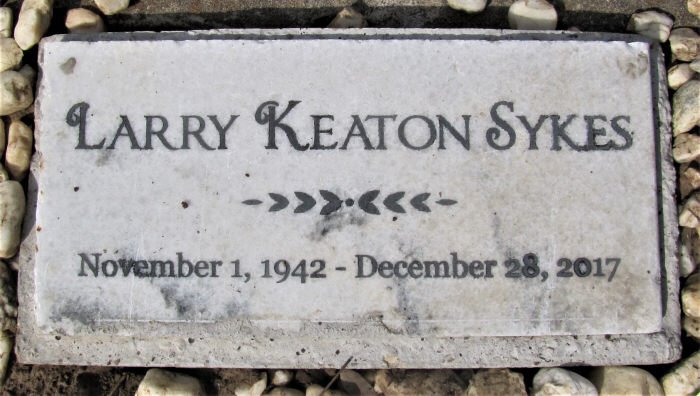 Larry Keaton Sykes
November 1, 1942 - December 28, 2017